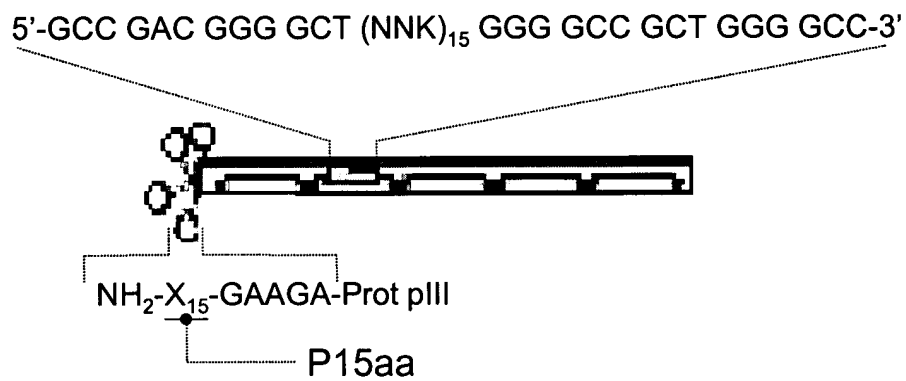 5’-GCC GAC GGG GCT (NNK)15 GGG GCC GCT GGG GCC-3’
NH2-X15-GAAGA-Prot pIII
P15aa